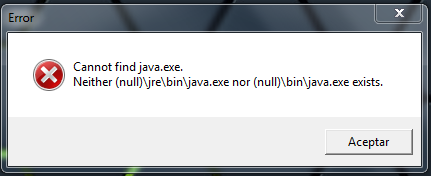 Error
Cannot find java.exe.
Neither (null)\jre\bin\java.exe nor (null)\bin\java.exe exists.
Aceptar